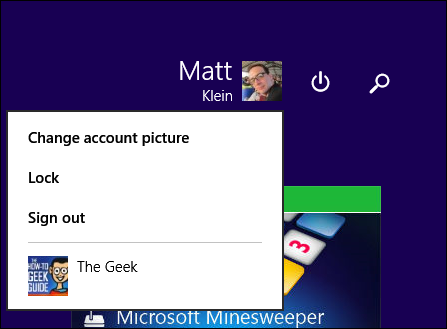 Matt
Klein
Change account picture
Lock
Sign out
THE
HOW-TO
GEEK
GUIDE
The Geek
3
Microsoft Minesweeper